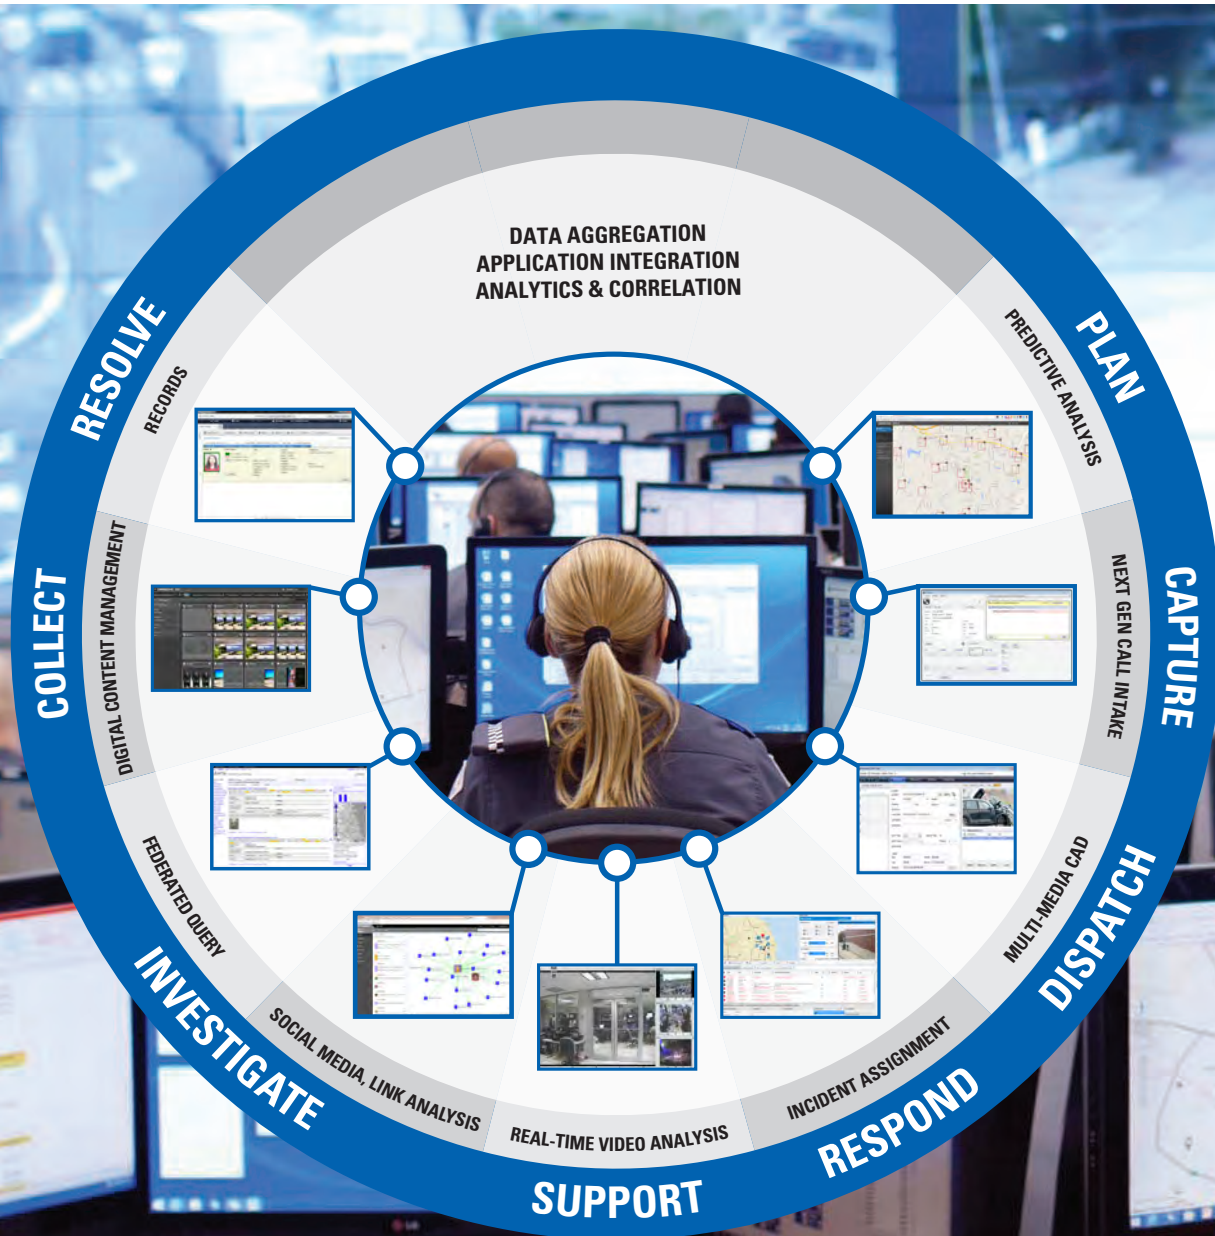 DATA AGGREGATION
APPLICATION INTEGRATION
ANALYTICS & CORRELATION
PLAN
PREDICTIVE ANALYSIS
CAPTURE
NEXT GEN CALL INTAKE
DISPATCH
MULTI-MEDIA CAD
RESPOND
INCIDENT ASSIGNMENT
SUPPORT
REAL-TIME VIDEO ANALYSIS
INVESTIGATE
SOCIAL MEDIA, LINK ANALYSIS
FEDERATED QUERY
COLLECT
DIGITAL CONTENT MANAGEMENT
RESOLVE
RECORDS
LG